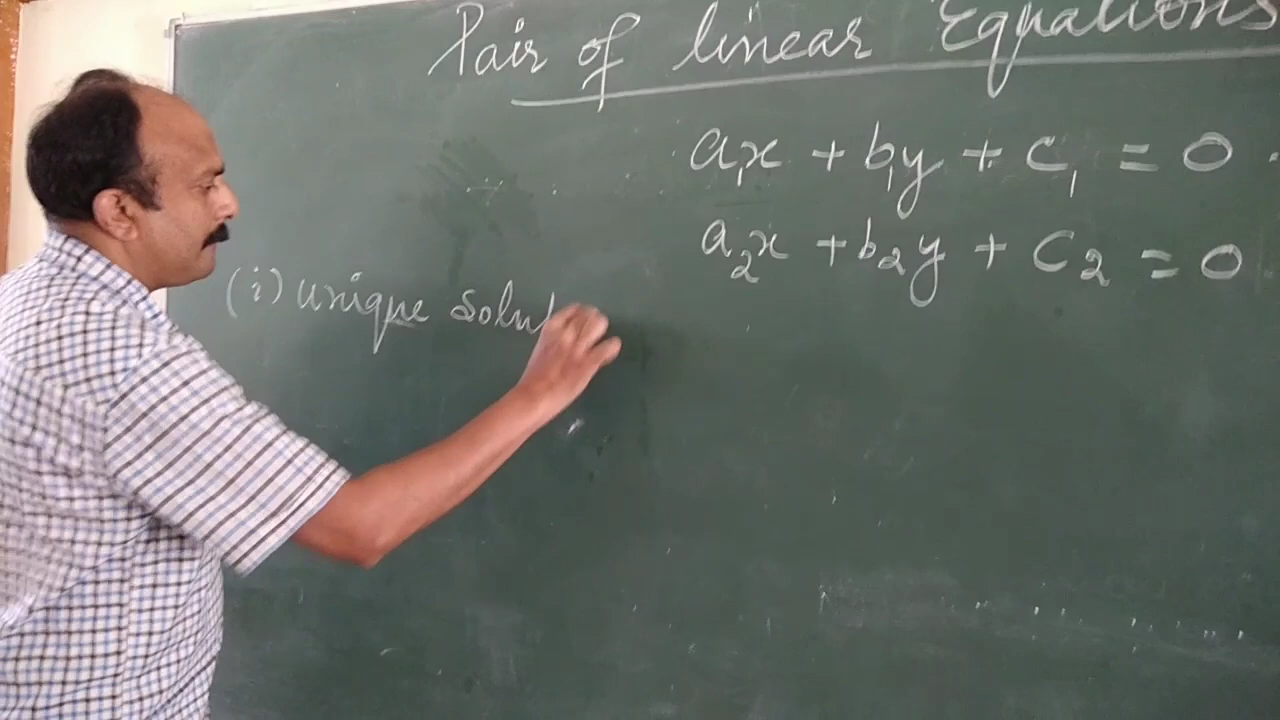 Pair of linear Equations
a₁x + b₁y + c₁ = 0
a₂x + b₂y + c₂ = 0
(i) unique Solut